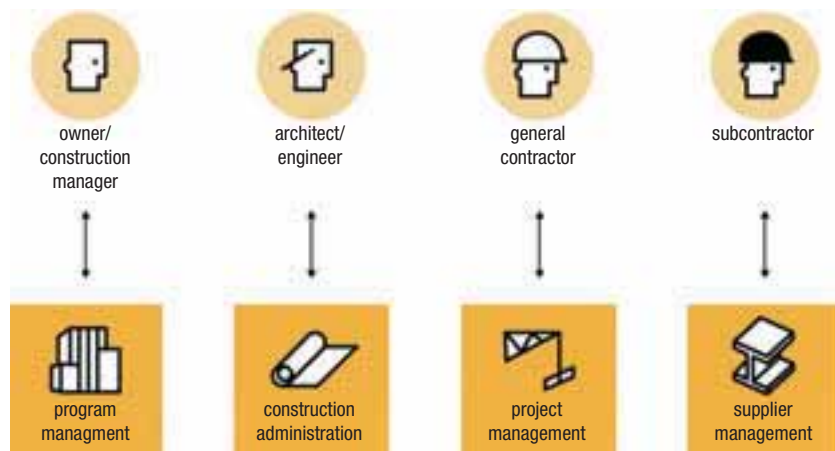 owner/
construction
manager
architect/
engineer
general
contractor
subcontractor
program
managment
construction
administration
project
management
supplier
management